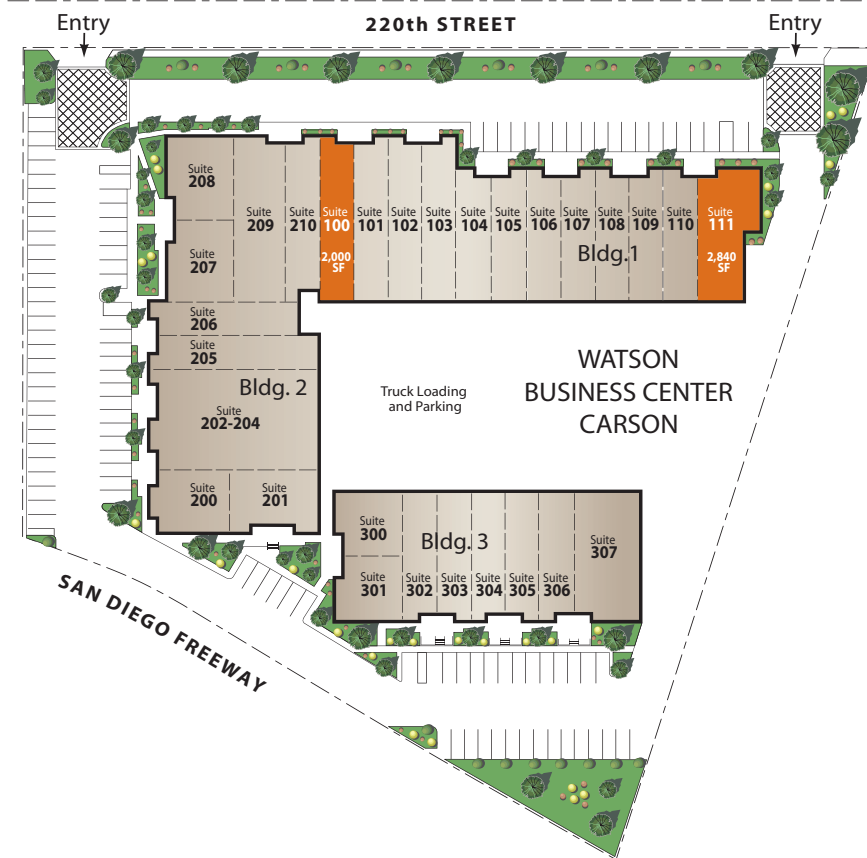 220th STREET
Entry
Entry
Suite
208
Suite
209
Suite
210
Suite
100
2,000
SF
Suite
101
Suite
102
Suite
103
Suite
104
Suite
105
Suite
106
Suite
107
Suite
108
Suite
109
Suite
110
Suite
111
2,840
SF
Bldg.1
Suite
207
Suite
206
Suite
205
Bldg. 2
Suite
202-204
Suite
200
Suite
201
Truck Loading
and Parking
WATSON
BUSINESS CENTER
CARSON
Suite
300
Bldg. 3
Suite
301
Suite
302
Suite
303
Suite
304
Suite
305
Suite
306
Suite
307
SAN DIEGO FREEWAY